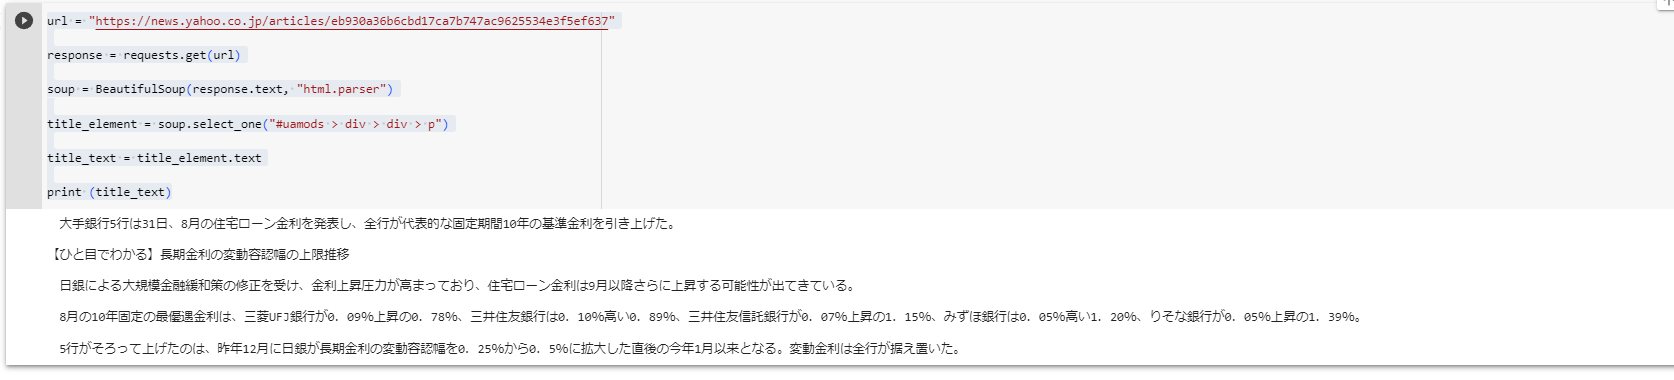 url = "https://news.yahoo.co.jp/articles/eb930a36b6cbd17ca7b747ac9625534e3f5ef637"
response = requests.get(url)
soup = BeautifulSoup(response.text, "html.parser")
title_element = soup.select_one("#uamods > div > div > p")
title_text = title_element.text
print (title_text)
大手銀行5行は31日、8月の住宅ローン金利を発表し、全行が代表的な固定期間10年の基準金利を引き上げた。
【ひと目でわかる】長期金利の変動容認幅の上限推移
日銀による大規模金融緩和策の修正を受け、金利上昇圧力が高まっており、住宅ローン金利は9月以降さらに上昇する可能性が出てきている。
8月の10年固定の最優遇金利は、三菱UFJ銀行が0．09％上昇の0．78％、三井住友銀行は0．10％高い0．89％、三井住友信託銀行が0．07％上昇の1．15％、みずほ銀行は0．05％高い1．20％、りそな銀行が0．05％上昇の1．39％。
5行がそろって上げたのは、昨年12月に日銀が長期金利の変動容認幅を0．25％から0．5％に拡大した直後の今年1月以来となる。変動金利は全行が据え置いた。